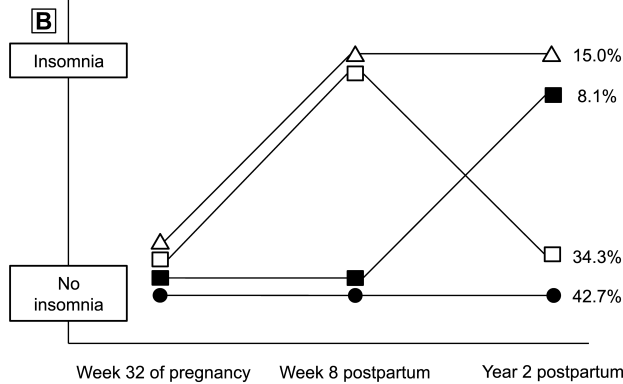 B
Insomnia
15.0%
8.1%
No
insomnia
34.3%
42.7%
Week 32 of pregnancy Week 8 postpartum Year 2 postpartum